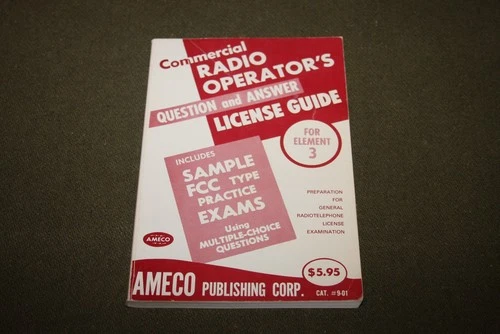 Commercial
RADIO
OPERATOR'S
QUESTION and ANSWER
LICENSE GUIDE
FOR
ELEMENT
3
INCLUDES
SAMPLE
FCC TYPE
PRACTICE
EXAMS
Using
MULTIPLE-CHOICE
QUESTIONS
PREPARATION
FOR
GENERAL
RADIOTELEPHONE
LICENSE
EXAMINATION
AMECO
$5.95
AMECO PUBLISHING CORP.
CAT. #9-01